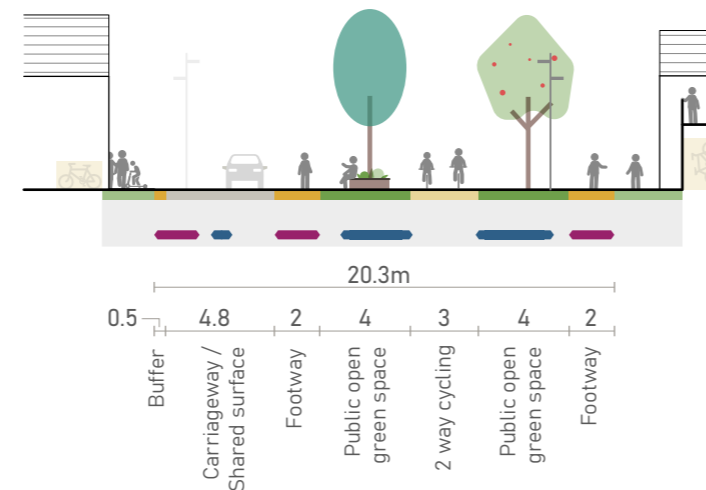 20.3m
0.5 4.8 2 4 3 4 2
Buffer
Carriageway /
Shared surface
Footway
Public open
green space
2 way cycling
Public open
green space
Footway